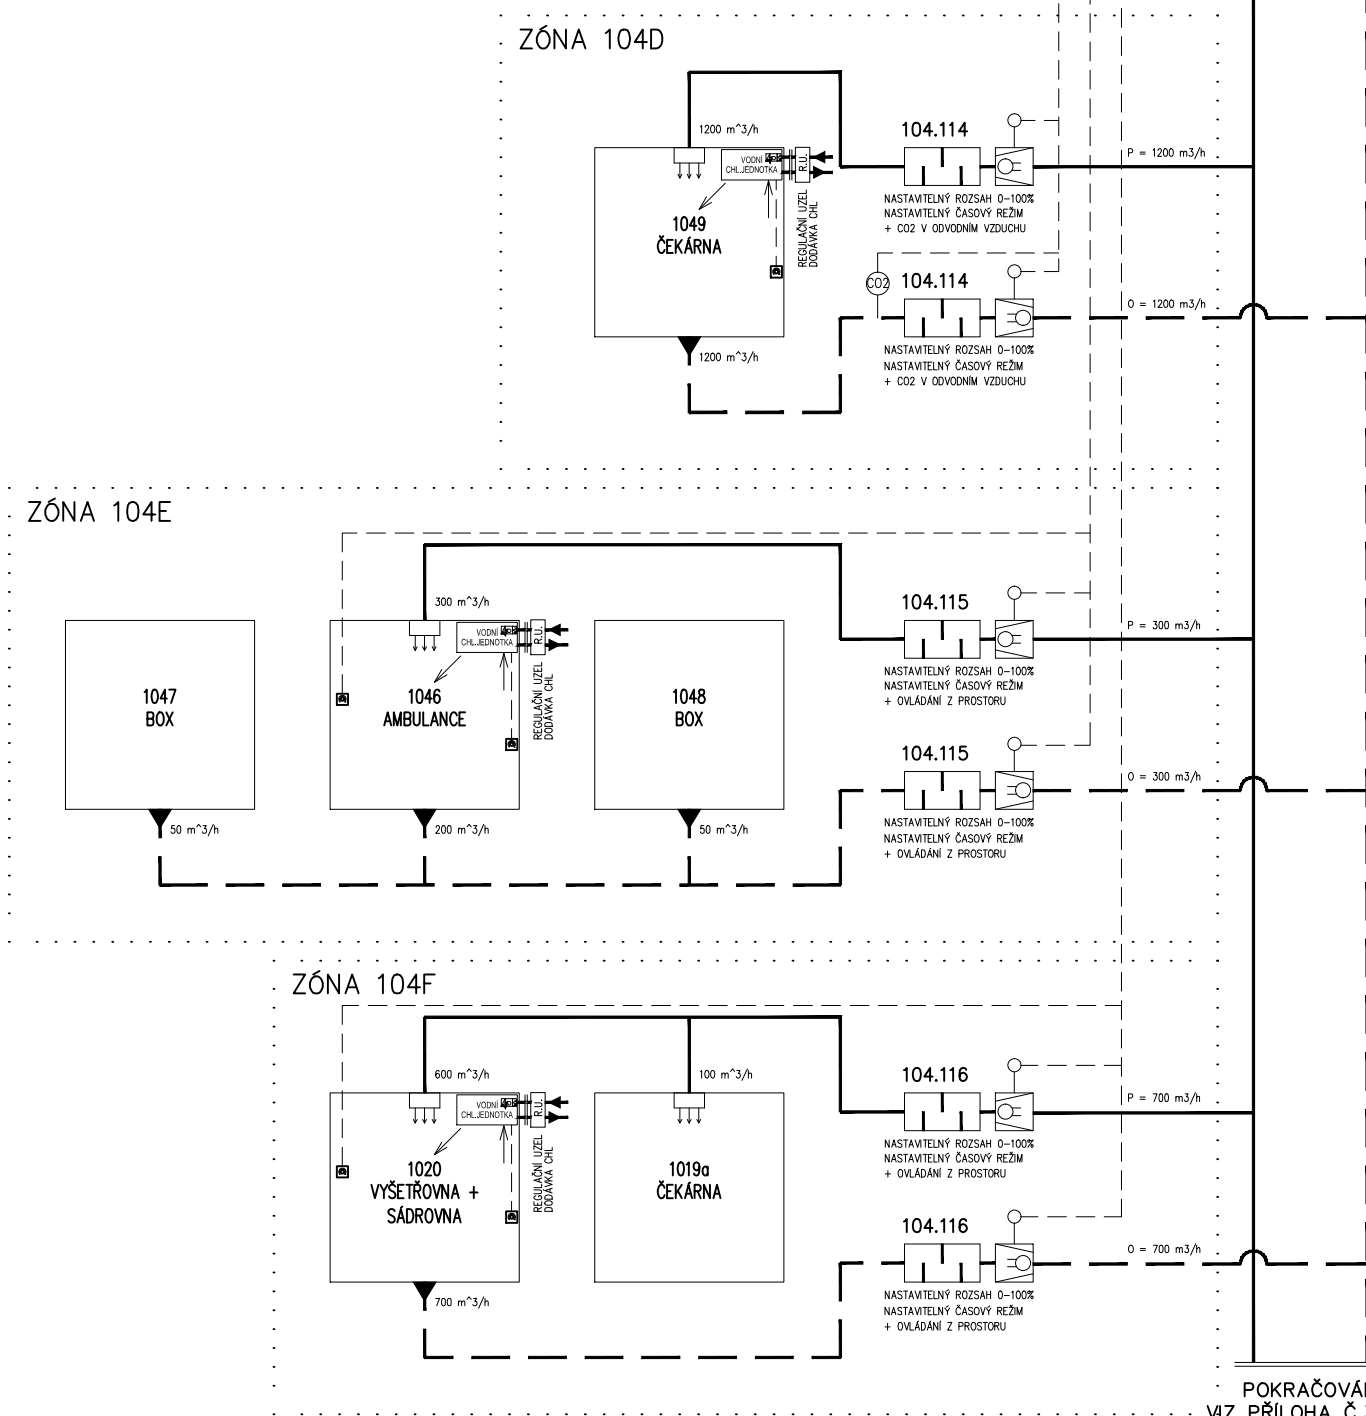 ZÓNA 104D
1200 m^3/h
VODNÍ
CHL.JEDNOTKA
R.U.
REGULAČNÍ UZEL
DODÁVKA CHL
1049
ČEKÁRNA
1200 m^3/h
104.114
NASTAVITELNÝ ROZSAH 0-100%
NASTAVITELNÝ ČASOVÝ REŽIM
+ CO2 V ODVODNÍM VZDUCHU
P = 1200 m3/h
CO2
104.114
NASTAVITELNÝ ROZSAH 0-100%
NASTAVITELNÝ ČASOVÝ REŽIM
+ CO2 V ODVODNÍM VZDUCHU
O = 1200 m3/h
ZÓNA 104E
300 m^3/h
VODNÍ
CHL.JEDNOTKA
R.U.
REGULAČNÍ UZEL
DODÁVKA CHL
1047
BOX
1046
AMBULANCE
1048
BOX
50 m^3/h
200 m^3/h
50 m^3/h
104.115
NASTAVITELNÝ ROZSAH 0-100%
NASTAVITELNÝ ČASOVÝ REŽIM
+ OVLÁDÁNÍ Z PROSTORU
P = 300 m3/h
104.115
NASTAVITELNÝ ROZSAH 0-100%
NASTAVITELNÝ ČASOVÝ REŽIM
+ OVLÁDÁNÍ Z PROSTORU
O = 300 m3/h
ZÓNA 104F
600 m^3/h
100 m^3/h
VODNÍ
CHL.JEDNOTKA
R.U.
REGULAČNÍ UZEL
DODÁVKA CHL
1020
VYŠETŘOVNA +
SÁDROVNA
1019a
ČEKÁRNA
700 m^3/h
104.116
NASTAVITELNÝ ROZSAH 0-100%
NASTAVITELNÝ ČASOVÝ REŽIM
+ OVLÁDÁNÍ Z PROSTORU
P = 700 m3/h
104.116
NASTAVITELNÝ ROZSAH 0-100%
NASTAVITELNÝ ČASOVÝ REŽIM
+ OVLÁDÁNÍ Z PROSTORU
O = 700 m3/h
POKRAČOVÁ
VIZ PŘÍLOHA Č.